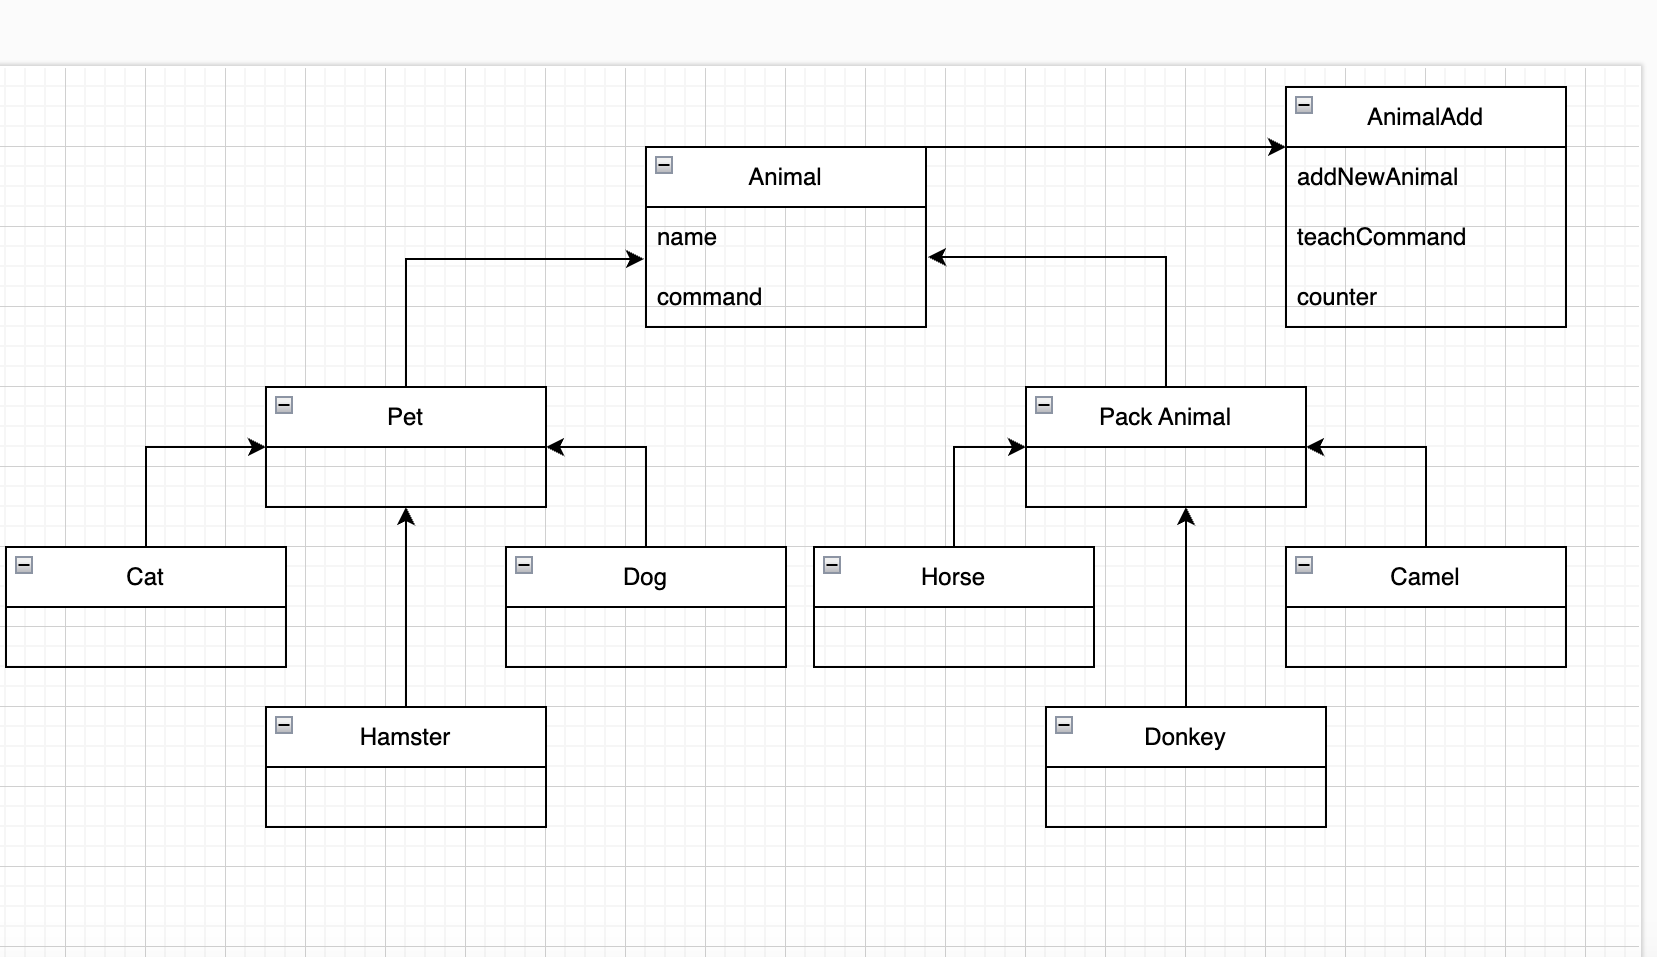 AnimalAdd
addNewAnimal
teachCommand
counter
Animal
name
command
Pet
Pack Animal
Cat
Dog
Horse
Camel
Hamster
Donkey